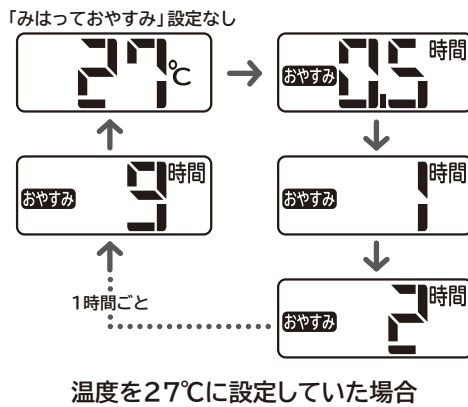 「みはっておやすみ」設定なし
27℃
おやすみ 0.5 時間
おやすみ 9 時間
おやすみ 1 時間
1時間ごと
おやすみ 2 時間
温度を27℃に設定していた場合